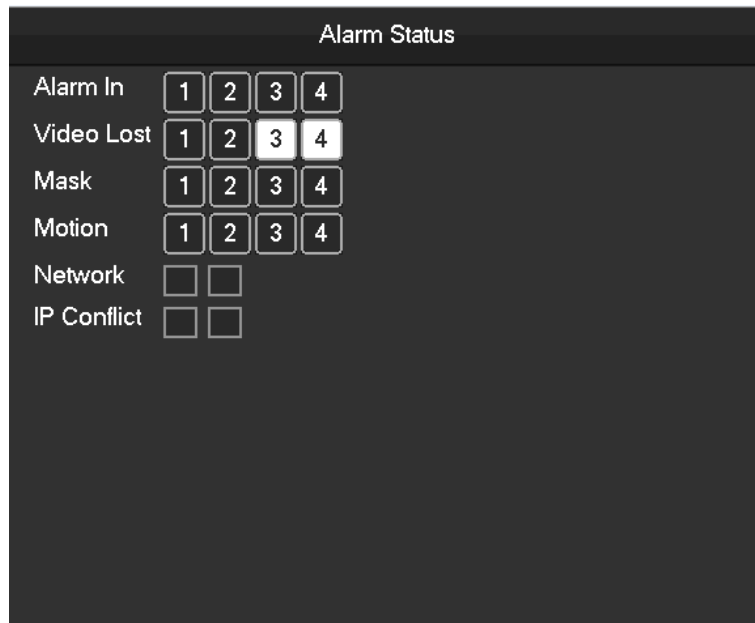 Alarm Status
Alarm In 1 2 3 4
Video Lost 1 2 3 4
Mask 1 2 3 4
Motion 1 2 3 4
Network
IP Conflict